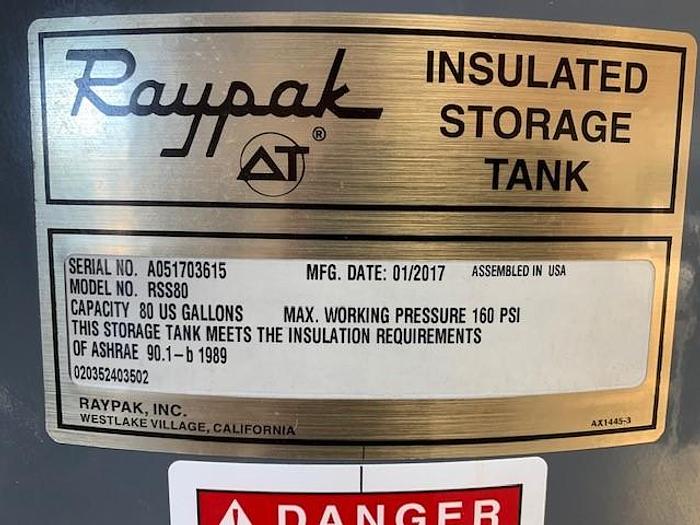 Raypak
ΔT ®
INSULATED
STORAGE
TANK
SERIAL NO. A051703615 MFG. DATE: 01/2017 ASSEMBLED IN USA
MODEL NO. RSS80
CAPACITY 80 US GALLONS MAX. WORKING PRESSURE 160 PSI
THIS STORAGE TANK MEETS THE INSULATION REQUIREMENTS
OF ASHRAE 90.1-b 1989
020352403502
RAYPAK, INC.
WESTLAKE VILLAGE, CALIFORNIA
AX1445-3
DANGER